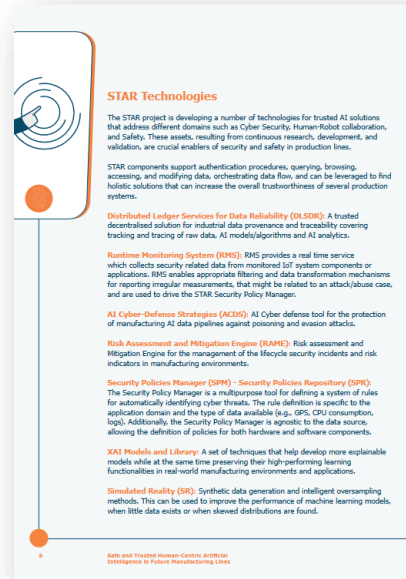 STAR Technologies
The STAR project is developing a number of technologies for trusted AI solutions
that address different domains such as Cyber Security, Human-Robot collaboration,
and Safety. These assets, resulting from continuous research, development, and
validation, are crucial enablers of security and safety in production lines.
STAR components support authentication procedures, querying, browsing,
accessing, and modifying data, orchestrating data flow, and can be leveraged to find
holistic solutions that can increase the overall trustworthiness of several production
systems.
Distributed Ledger Services for Data Reliability (DLSDR): A trusted
decentralised solution for industrial data provenance and traceability covering
tracking and tracing of raw data, AI models/algorithms and AI analytics.
Runtime Monitoring System (RMS): RMS provides a real time service
which collects security related data from monitored IoT system components or
applications. RMS enables appropriate filtering and data transformation mechanisms
for reporting irregular measurements, that might be related to an attack/abuse case,
and are used to drive the STAR Security Policy Manager.
AI Cyber-Defense Strategies (ACDS): AI Cyber defense tool for the protection
of manufacturing AI data pipelines against poisoning and evasion attacks.
Risk Assessment and Mitigation Engine (RAME): Risk assessment and
Mitigation Engine for the management of the lifecycle security incidents and risk
indicators in manufacturing environments.
Security Policies Manager (SPM) - Security Policies Repository (SPR):
The Security Policy Manager is a multipurpose tool for defining a system of rules
for automatically identifying cyber threats. The rule definition is specific to the
application domain and the type of data available (e.g., GPS, CPU consumption,
logs). Additionally, the Security Policy Manager is agnostic to the data source,
allowing the definition of policies for both hardware and software components.
XAI Models and Library: A set of techniques that help develop more explainable
models while at the same time preserving their high-performing learning
functionalities in real-world manufacturing environments and applications.
Simulated Reality (SR): Synthetic data generation and intelligent oversampling
methods. This can be used to improve the performance of machine learning models,
when little data exists or when skewed distributions are found.
6
Safe and Trusted Human-Centric Artificial
Intelligence in Future Manufacturing Lines